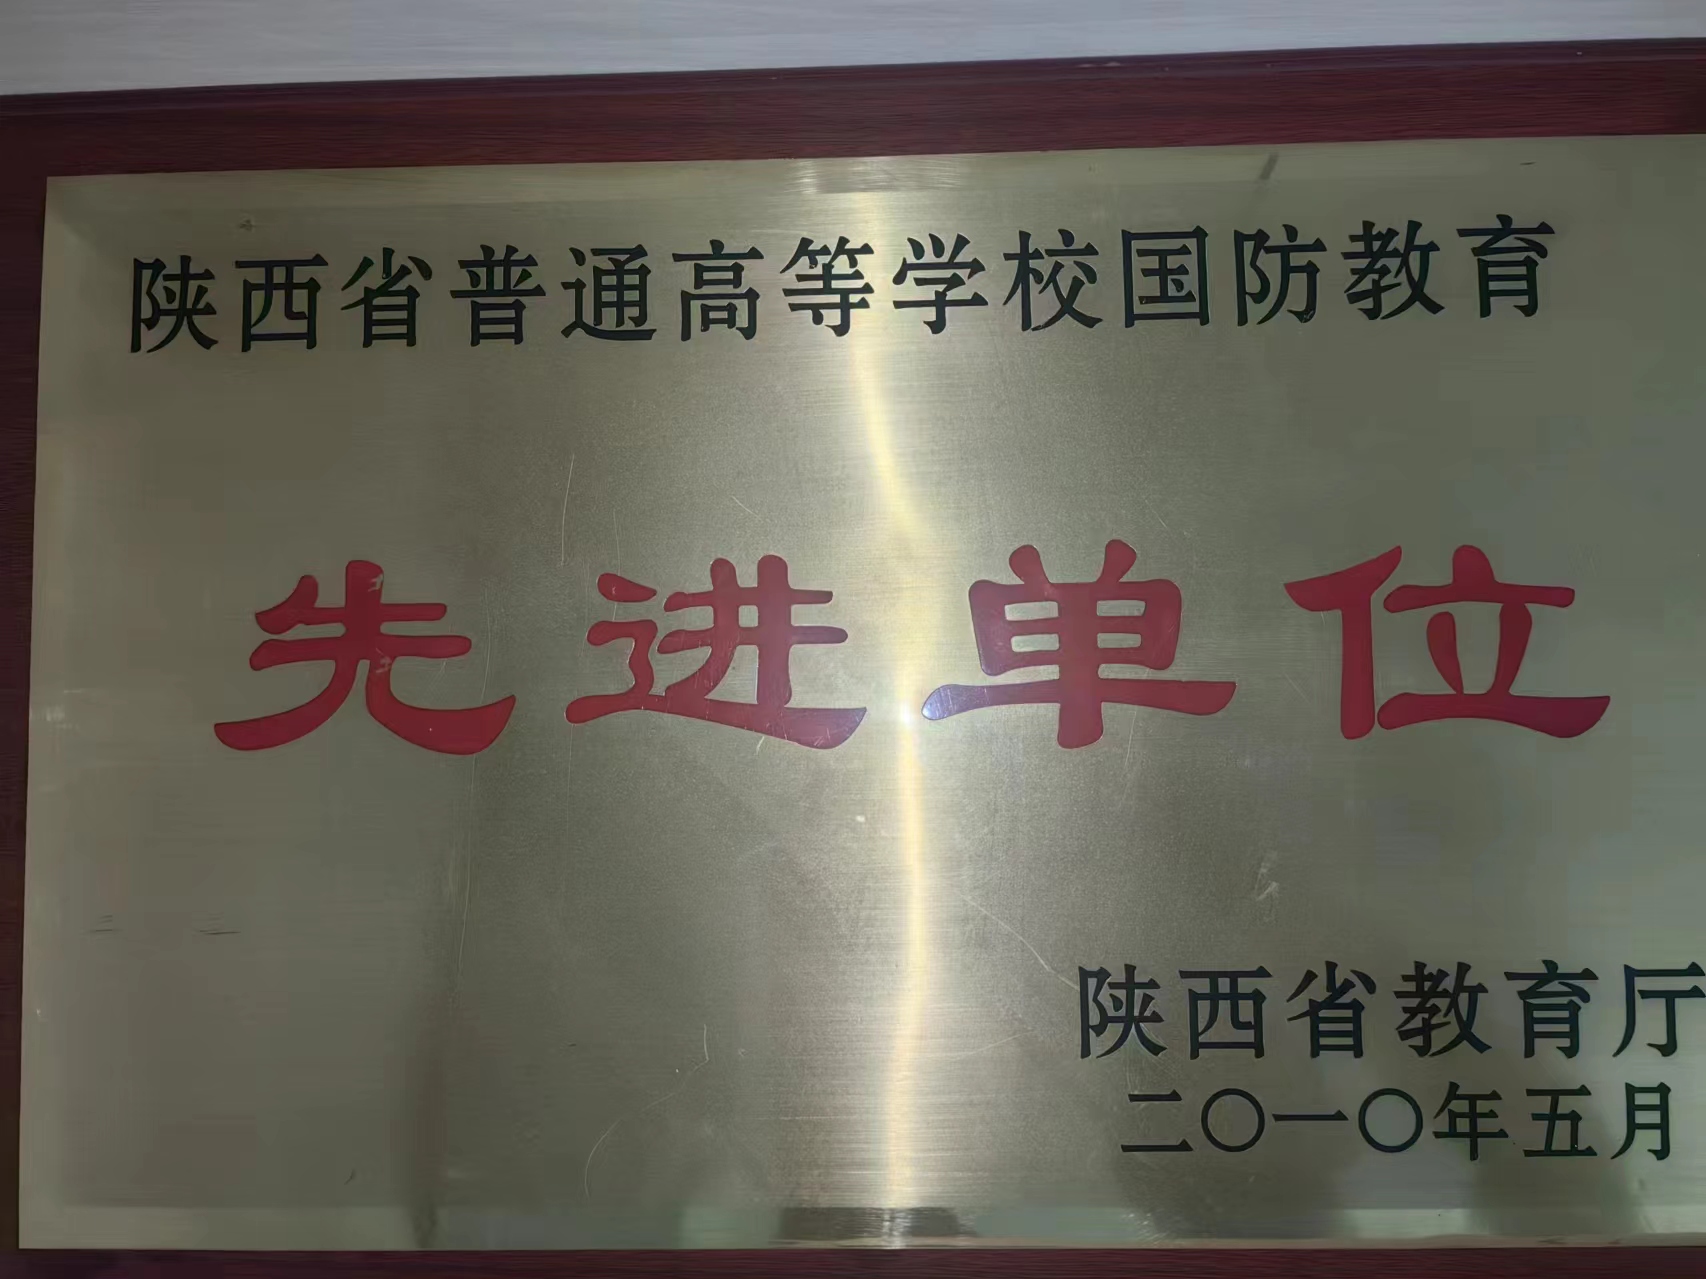 陕西省普通高等学校国防教育
先进单位
陕西省教育厅
二〇一〇年五月